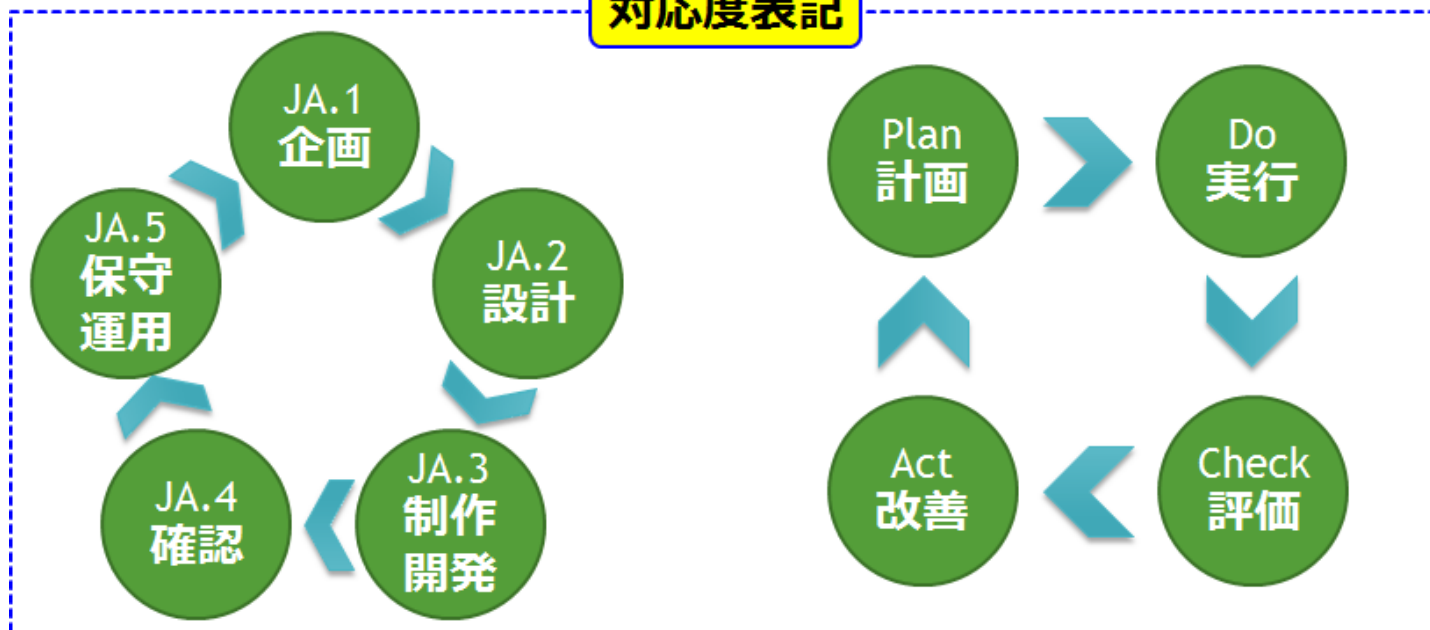 対応度表記
JA.1
企画
JA.2
設計
JA.3
制作
開発
JA.4
確認
JA.5
保守
運用
Plan
計画
Do
実行
Check
評価
Act
改善